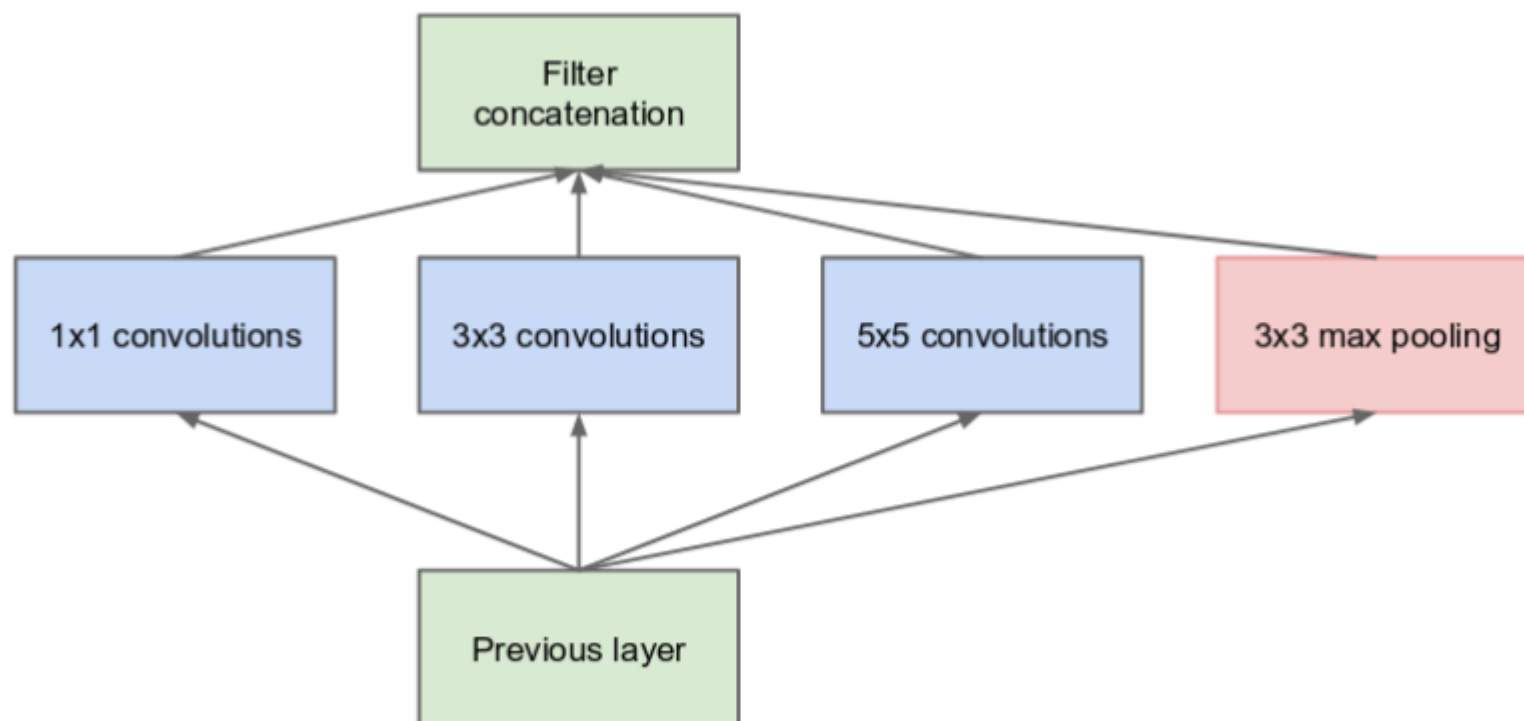 Filter
concatenation
1x1 convolutions
3x3 convolutions
5x5 convolutions
3x3 max pooling
Previous layer